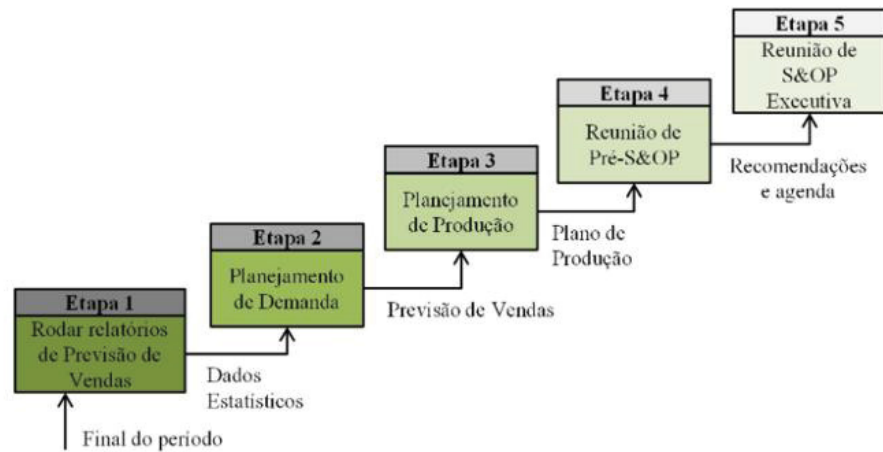 Etapa 1
Rodar relatórios
de Previsão de
Vendas
Final do período
Dados
Estatísticos
Etapa 2
Planejamento
de Demanda
Previsão de Vendas
Etapa 3
Planejamento
de Produção
Plano de
Produção
Etapa 4
Reunião de
Pré-S&OP
Recomendações
e agenda
Etapa 5
Reunião de
S&OP
Executiva